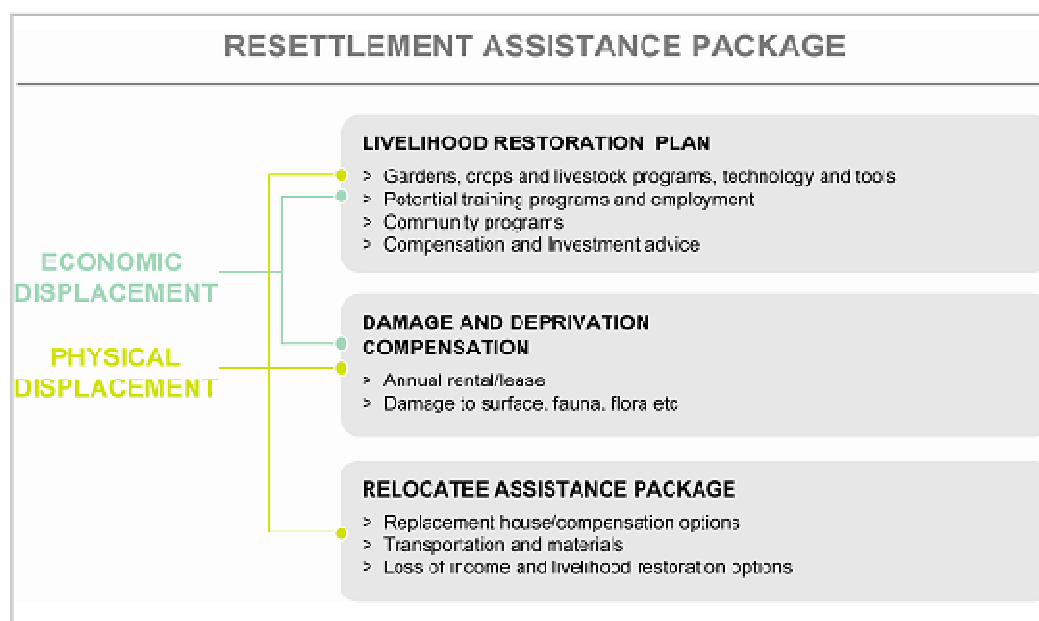 RESETTLEMENT ASSISTANCE PACKAGE
LIVELIHOOD RESTORATION PLAN
> Gardens, crops and livestock programs, technology and tools
> Potential training programs and employment
> Community programs
> Compensation and Investment advice
ECONOMIC
DISPLACEMENT
DAMAGE AND DEPRIVATION
COMPENSATION
> Annual rental/lease
> Damage to surface, fauna, flora etc
PHYSICAL
DISPLACEMENT
RELOCATEE ASSISTANCE PACKAGE
> Replacement house/compensation options
> Transportation and materials
> Loss of income and livelihood restoration options